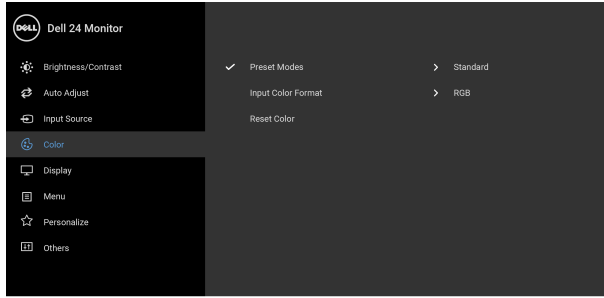 DELL Dell 24 Monitor
Brightness/Contrast
Preset Modes Standard
Auto Adjust
Input Color Format RGB
Input Source
Reset Color
Color
Display
Menu
Personalize
Others